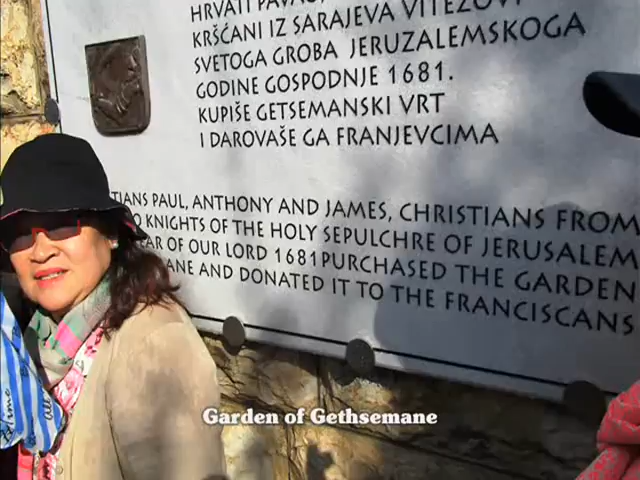 HRVATI PAVAO,
KRŠĆANI IZ SARAJEVA VITEZOVI
SVETOGA GROBA JERUZALEMSKOGA
GODINE GOSPODNJE 1681.
KUPIŠE GETSEMANSKI VRT
I DAROVAŠE GA FRANJEVCIMA
TIANS PAUL, ANTHONY AND JAMES, CHRISTIANS FROM
O KNIGHTS OF THE HOLY SEPULCHRE OF JERUSALEM
AR OF OUR LORD 1681 PURCHASED THE GARDEN
ANE AND DONATED IT TO THE FRANCISCANS
Garden of Gethsemane